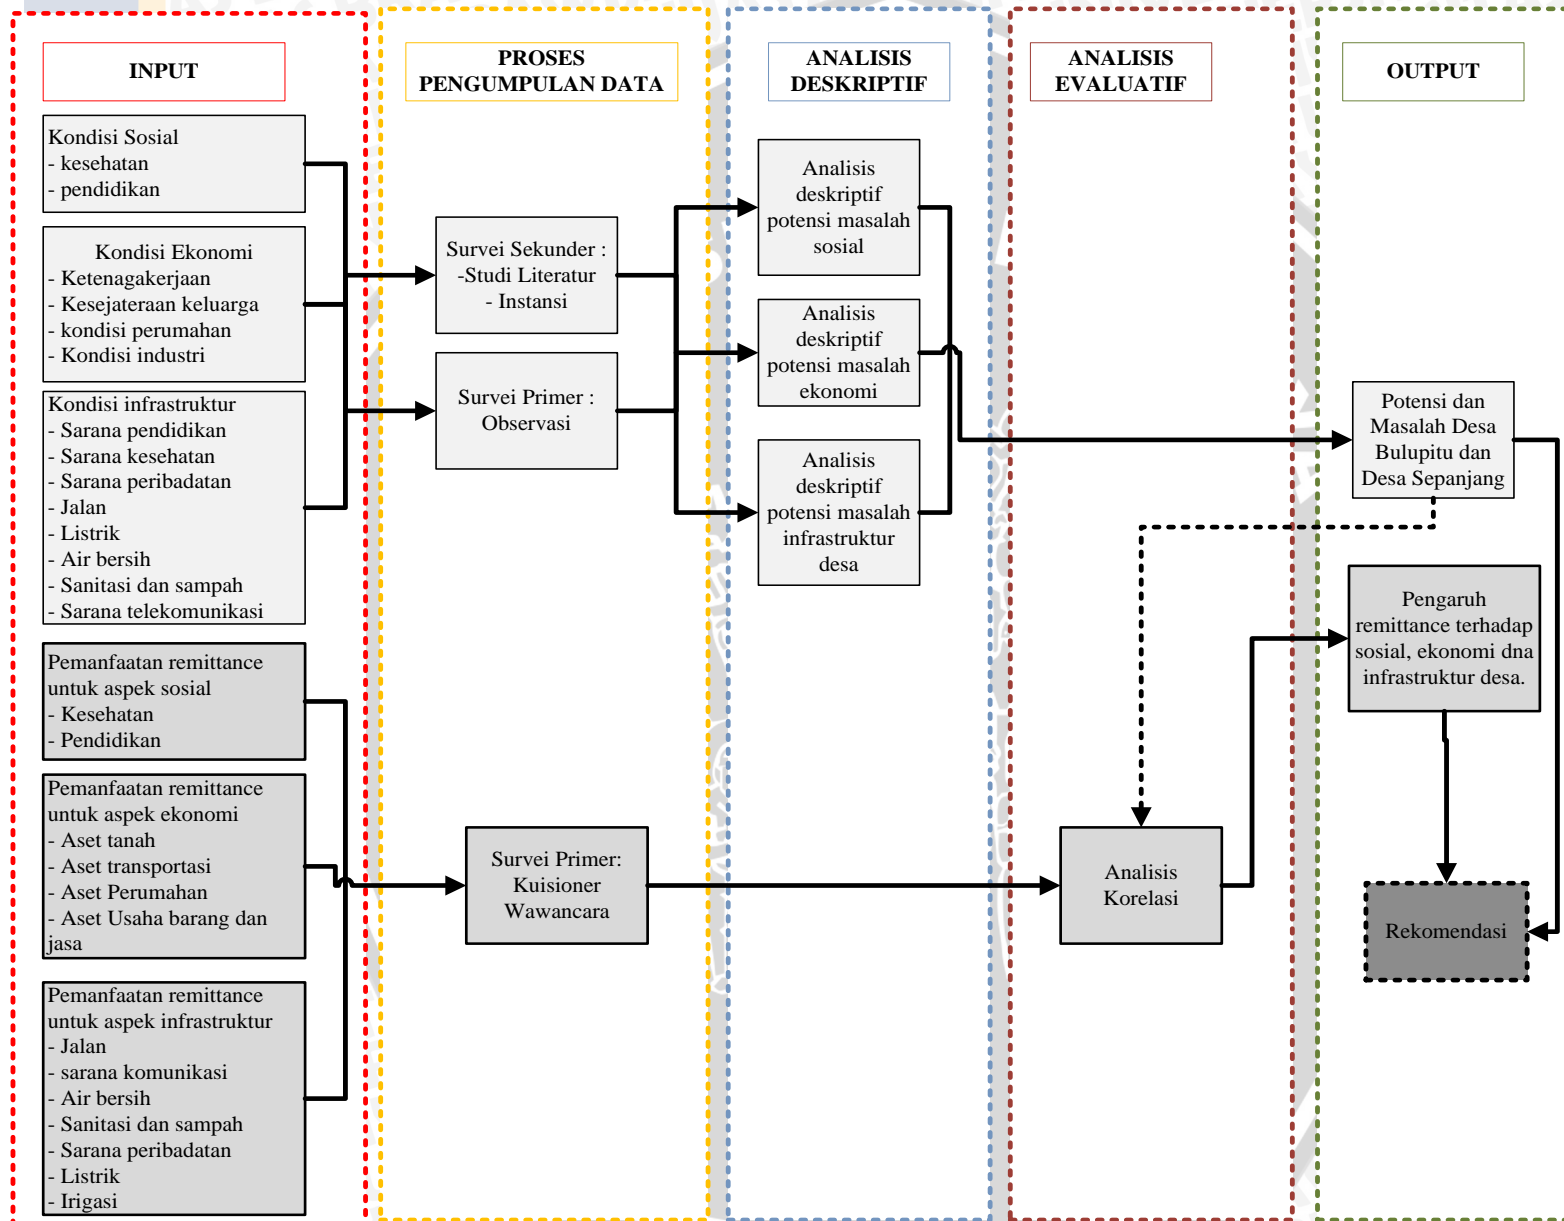 INPUT
Kondisi Sosial
- kesehatan
- pendidikan
Kondisi Ekonomi
- Ketenagakerjaan
- Kesejateraan keluarga
- kondisi perumahan
- Kondisi industri
Kondisi infrastruktur
- Sarana pendidikan
- Sarana kesehatan
- Sarana peribadatan
- Jalan
- Listrik
- Air bersih
- Sanitasi dan sampah
- Sarana telekomunikasi
Pemanfaatan remittance
untuk aspek sosial
- Kesehatan
- Pendidikan
Pemanfaatan remittance
untuk aspek ekonomi
- Aset tanah
- Aset transportasi
- Aset Perumahan
- Aset Usaha barang dan
jasa
Pemanfaatan remittance
untuk aspek infrastruktur
- Jalan
- sarana komunikasi
- Air bersih
- Sanitasi dan sampah
- Sarana peribadatan
- Listrik
- Irigasi
PROSES
PENGUMPULAN DATA
Survei Sekunder :
-Studi Literatur
- Instansi
Survei Primer :
Observasi
Survei Primer:
Kuisioner
Wawancara
ANALISIS
DESKRIPTIF
Analisis
deskriptif
potensi masalah
sosial
Analisis
deskriptif
potensi masalah
ekonomi
Analisis
deskriptif
potensi masalah
infrastruktur
desa
ANALISIS
EVALUATIF
Analisis
Korelasi
OUTPUT
Potensi dan
Masalah Desa
Bulupitu dan
Desa Sepanjang
Pengaruh
remittance terhadap
sosial, ekonomi dna
infrastruktur desa.
Rekomendasi